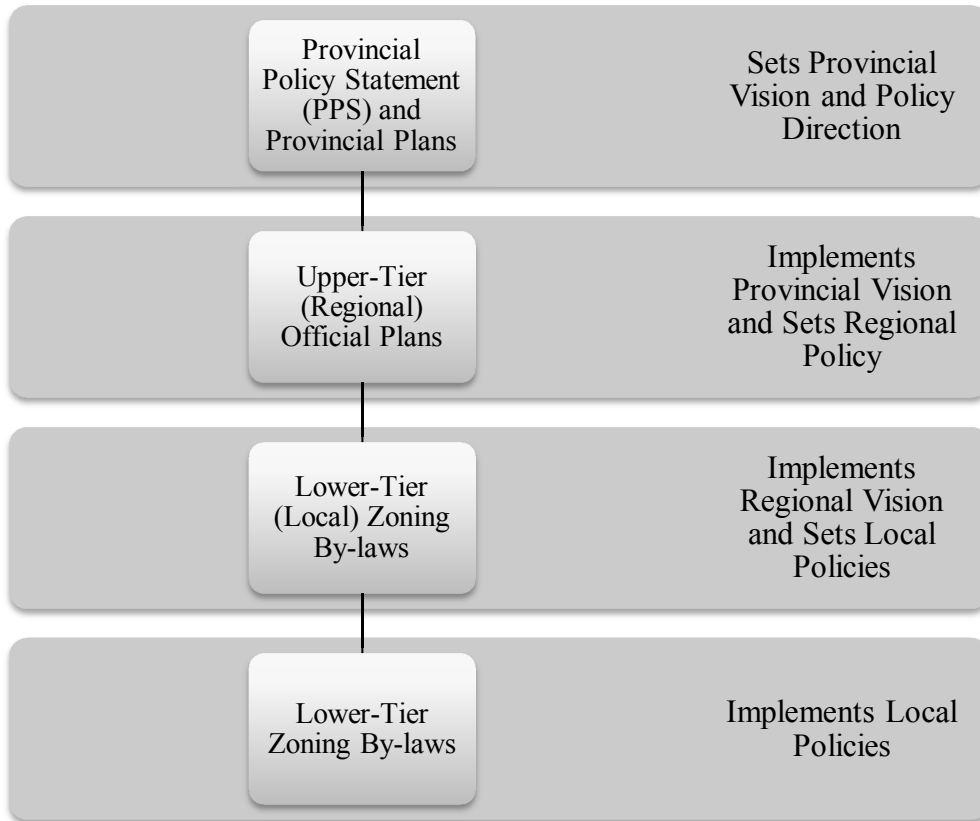 Provincial
Policy Statement
(PPS) and
Provincial Plans
Sets Provincial
Vision and Policy
Direction
Upper-Tier
(Regional)
Official Plans
Implements
Provincial Vision
and Sets Regional
Policy
Lower-Tier
(Local) Zoning
By-laws
Implements
Regional Vision
and Sets Local
Policies
Lower-Tier
Zoning By-laws
Implements Local
Policies